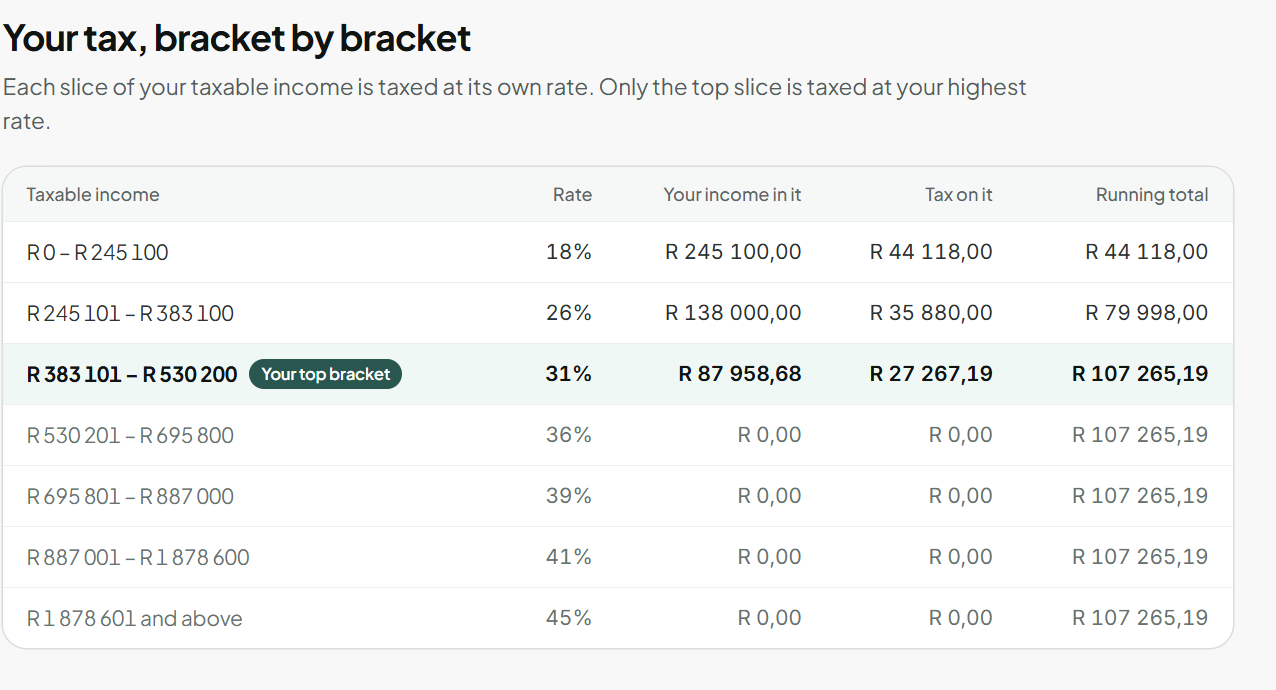 Your tax, bracket by bracket
Each slice of your taxable income is taxed at its own rate. Only the top slice is taxed at your highest
rate.
Taxable income Rate Your income in it Tax on it Running total
R 0 – R 245 100 18% R 245 100,00 R 44 118,00 R 44 118,00
R 245 101 – R 383 100 26% R 138 000,00 R 35 880,00 R 79 998,00
R 383 101 – R 530 200 Your top bracket 31% R 87 958,68 R 27 267,19 R 107 265,19
R 530 201 – R 695 800 36% R 0,00 R 0,00 R 107 265,19
R 695 801 – R 887 000 39% R 0,00 R 0,00 R 107 265,19
R 887 001 – R 1 878 600 41% R 0,00 R 0,00 R 107 265,19
R 1 878 601 and above 45% R 0,00 R 0,00 R 107 265,19